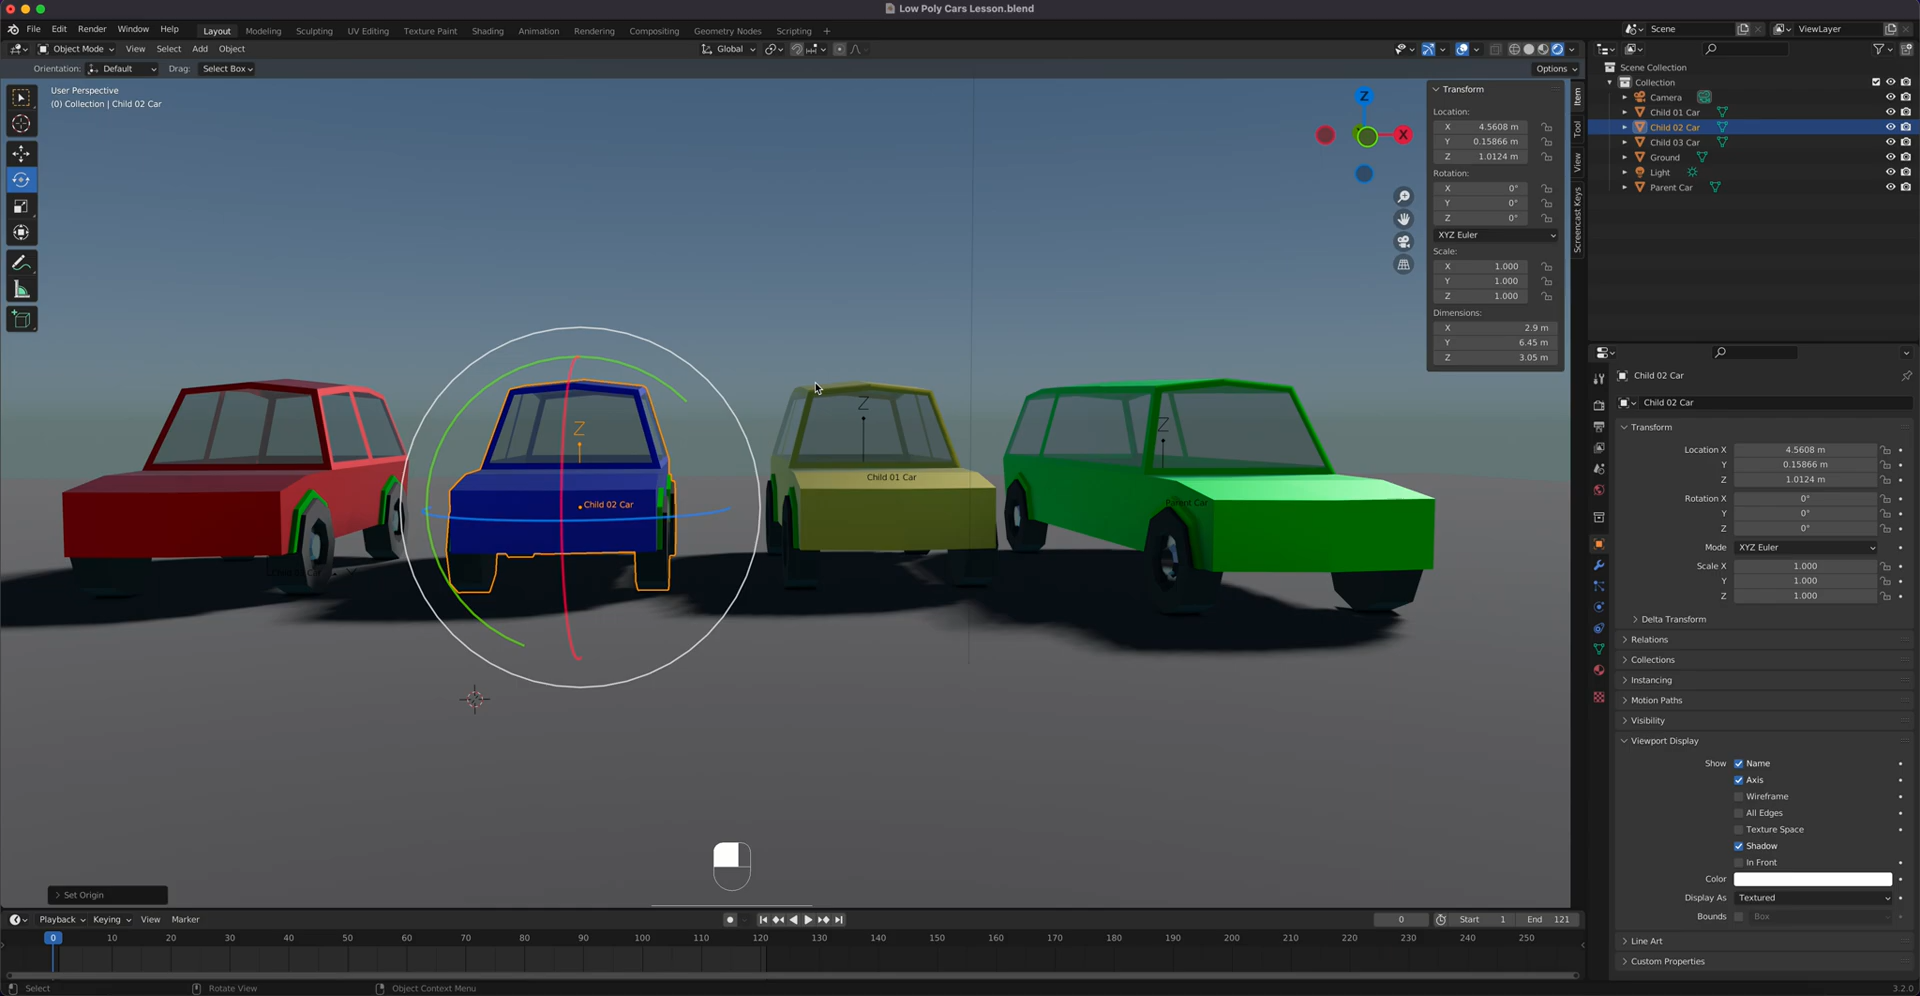 Low Poly Cars Lesson.blend
File Edit Render Window Help Layout Modeling Sculpting UV Editing Texture Paint Shading Animation Rendering Compositing Geometry Nodes Scripting + Scene ViewLayer
Object Mode View Select Add Object Global
Orientation: Default Drag: Select Box Options
User Perspective
(0) Collection | Child 02 Car
Z
X
Transform
Location:
X 4.5608 m
Y 0.15866 m
Z 1.0124 m
Rotation:
X 0°
Y 0°
Z 0°
XYZ Euler
Scale:
X 1.000
Y 1.000
Z 1.000
Dimensions:
X 2.9 m
Y 6.45 m
Z 3.05 m
Item
Tool
View
Screencast Keys
Scene Collection
Collection
Camera
Child 01 Car
Child 02 Car
Child 03 Car
Ground
Light
Parent Car
Z
Z
Z
Child 01 Car
Child 02 Car
Parent Car
Child 02 Car
Child 02 Car
Transform
Location X 4.5608 m
Y 0.15866 m
Z 1.0124 m
Rotation X 0°
Y 0°
Z 0°
Mode XYZ Euler
Scale X 1.000
Y 1.000
Z 1.000
Delta Transform
Relations
Collections
Instancing
Motion Paths
Visibility
Viewport Display
Show Name
Axis
Wireframe
All Edges
Texture Space
Shadow
In Front
Color
Display As Textured
Bounds Box
Line Art
Custom Properties
Set Origin
Playback Keying View Marker 0 Start 1 End 121
0 10 20 30 40 50 60 70 80 90 100 110 120 130 140 150 160 170 180 190 200 210 220 230 240 250
Select Rotate View Object Context Menu 3.2.0